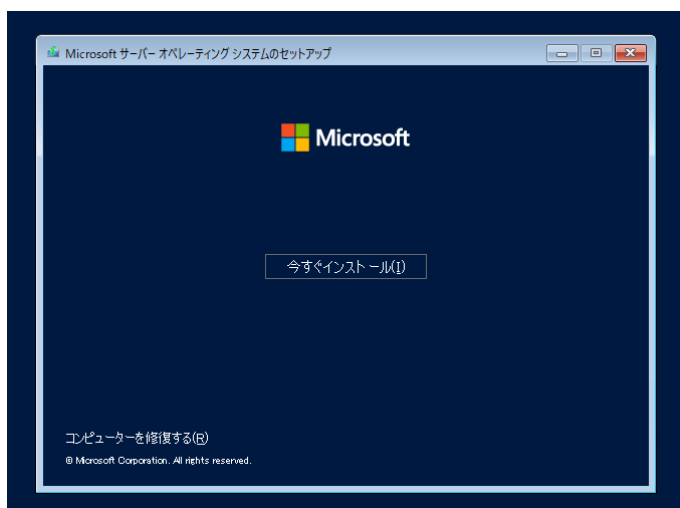 Microsoft サーバー オペレーティング システムのセットアップ
Microsoft
今すぐインストール(I)
コンピューターを修復する(R)
© Microsoft Corporation. All rights reserved.